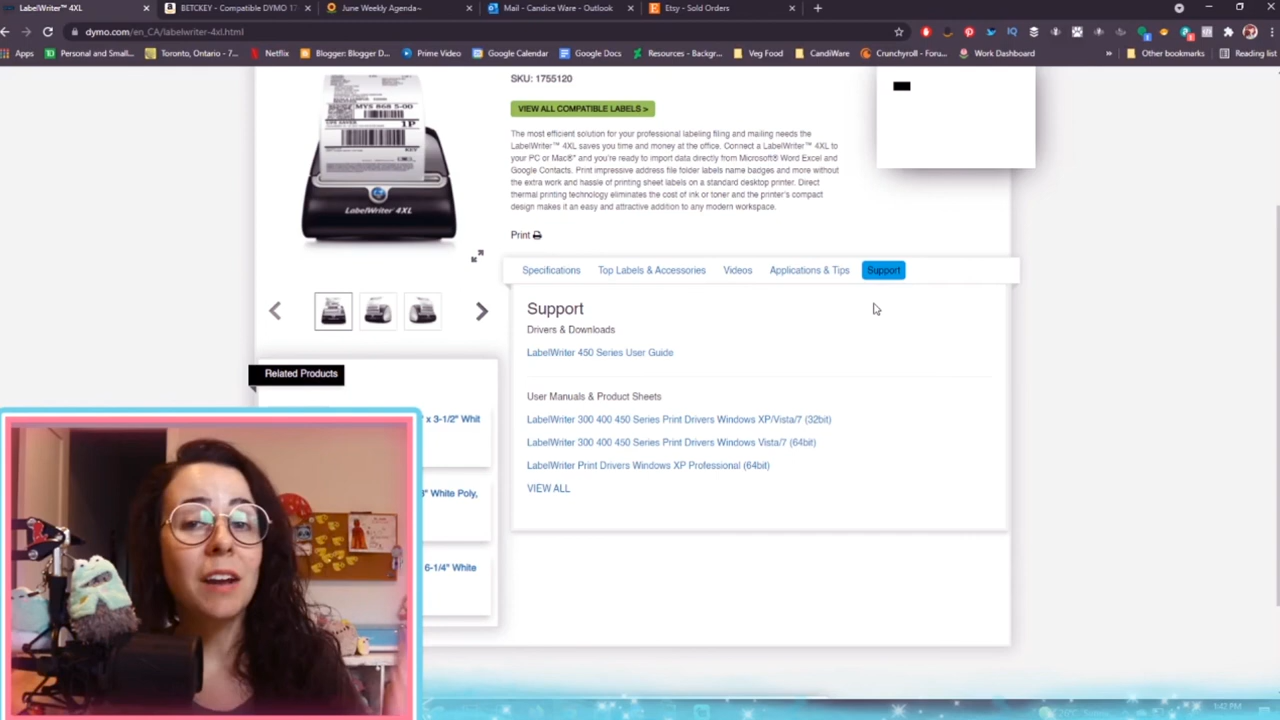 LabelWriter™ 4XL
BETCKEY - Compatible DYMO 17
June Weekly Agenda~
Mail - Candice Ware - Outlook
Etsy - Sold Orders
dymo.com/en_CA/labelwriter-4xl.html
Apps
Personal and Small...
Toronto, Ontario - 7...
Netflix
Blogger: Blogger D...
Prime Video
Google Calendar
Google Docs
Resources - Backgr...
Veg Food
CandiWare
Crunchyroll - Foru...
Work Dashboard
Other bookmarks
Reading list
SKU: 1755120
VIEW ALL COMPATIBLE LABELS >
The most efficient solution for your professional labeling filing and mailing needs the
LabelWriter™ 4XL saves you time and money at the office. Connect a LabelWriter™ 4XL to
your PC or Mac®* and you're ready to import data directly from Microsoft® Word Excel and
Google Contacts. Print impressive address file folder labels name badges and more without
the extra work and hassle of printing sheet labels on a standard desktop printer. Direct
thermal printing technology eliminates the cost of ink or toner and the printer's compact
design makes it an easy and attractive addition to any modern workspace.
Print
LabelWriter 4XL
Specifications
Top Labels & Accessories
Videos
Applications & Tips
Support
Support
Drivers & Downloads
LabelWriter 450 Series User Guide
User Manuals & Product Sheets
LabelWriter 300 400 450 Series Print Drivers Windows XP/Vista/7 (32bit)
LabelWriter 300 400 450 Series Print Drivers Windows Vista/7 (64bit)
LabelWriter Print Drivers Windows XP Professional (64bit)
VIEW ALL
Related Products
x 3-1/2" Whit
" White Poly,
6-1/4" White
1:42 PM